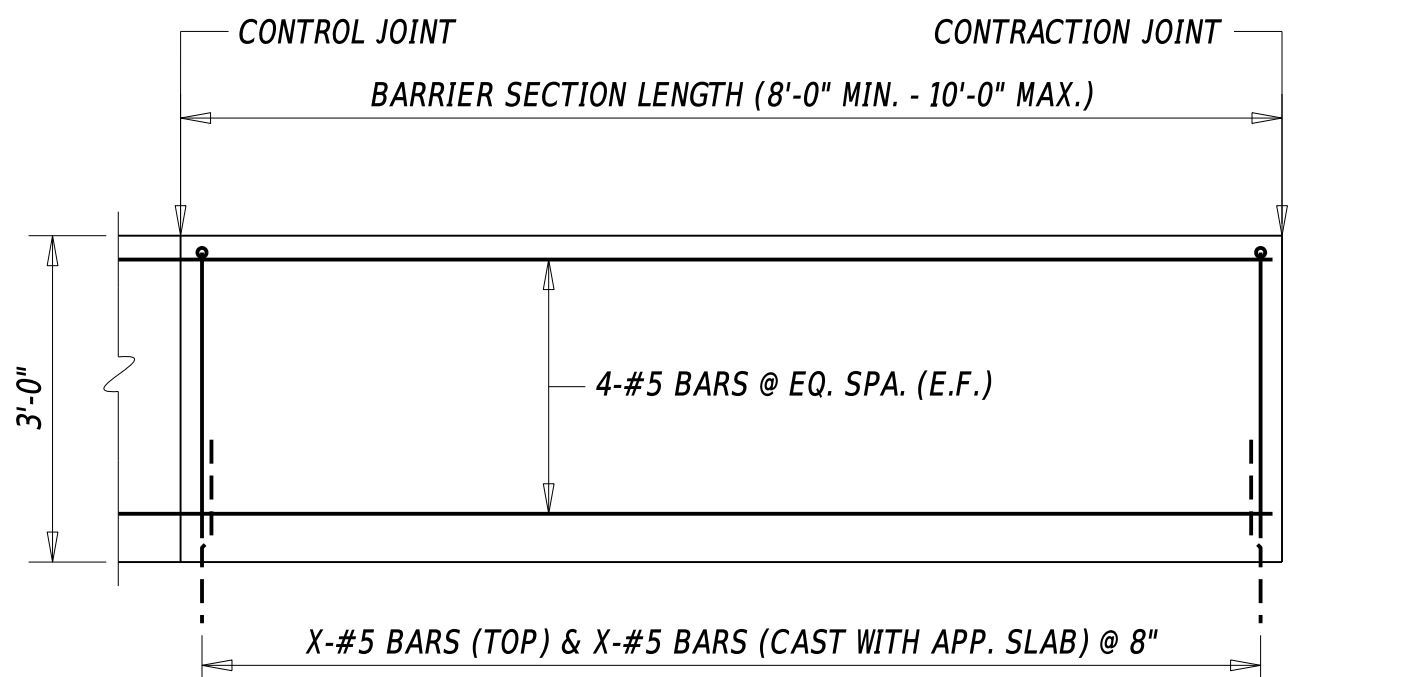 CONTROL JOINT
CONTRACTION JOINT
BARRIER SECTION LENGTH (8'-0" MIN. - 10'-0" MAX.)
3'-0"
4-#5 BARS @ EQ. SPA. (E.F.)
X-#5 BARS (TOP) & X-#5 BARS (CAST WITH APP. SLAB) @ 8"